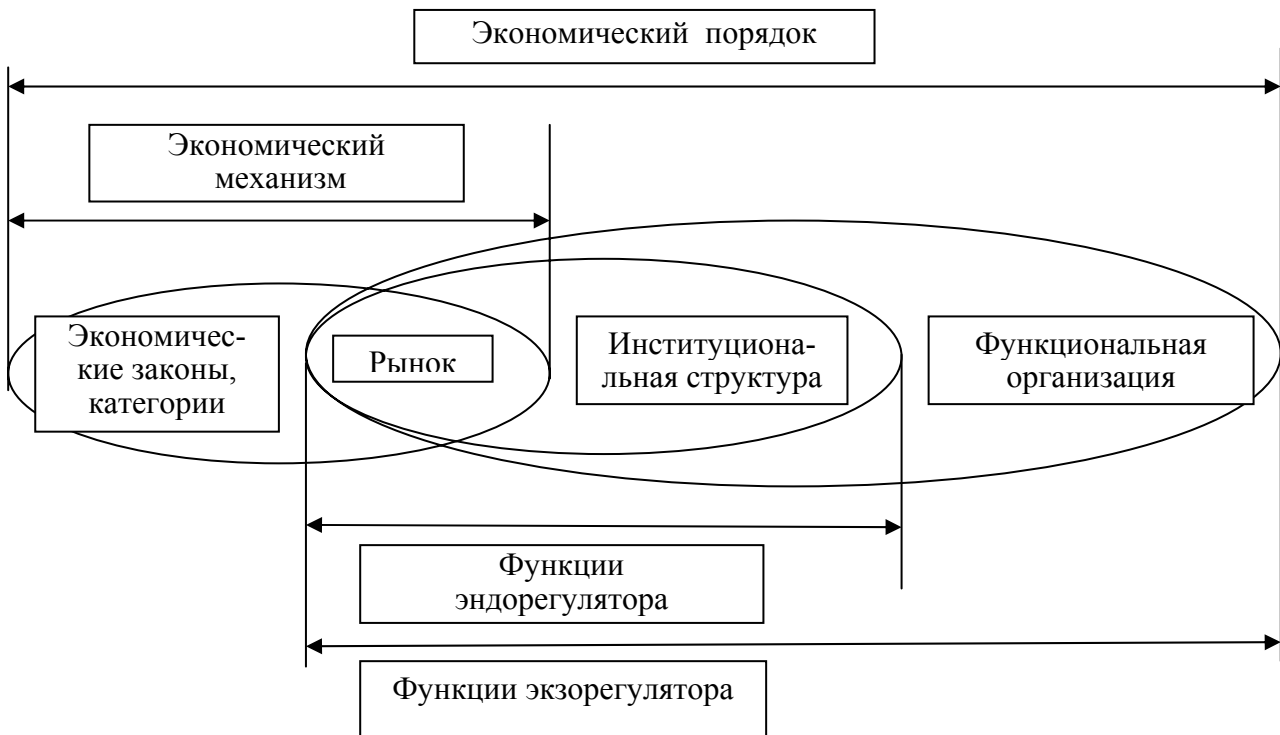 Экономический порядок
Экономический
механизм
Экономичес-
кие законы,
категории
Рынок
Институциона-
льная структура
Функциональная
организация
Функции
эндорегулятора
Функции экзорегулятора